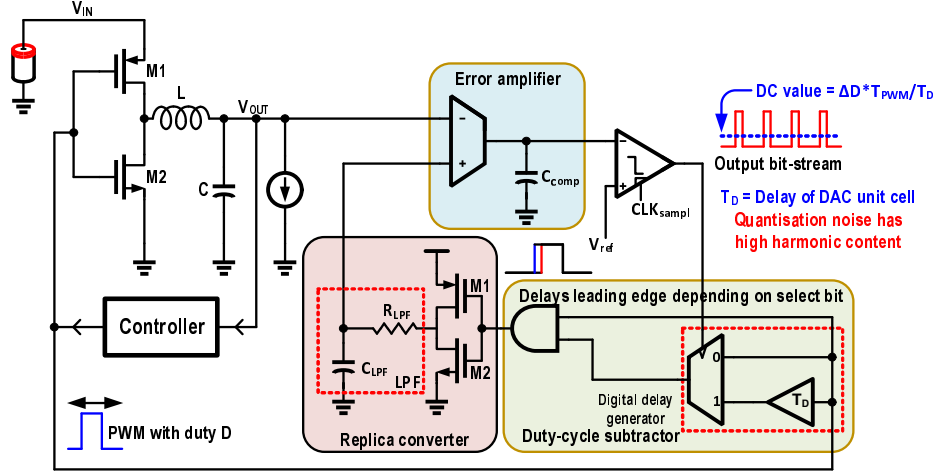 V_IN
M1
L
V_OUT
M2
C
Error amplifier
−
+
C_comp
−
+
CLK_sampl
V_ref
DC value = ΔD*T_PWM/T_D
Output bit-stream
T_D = Delay of DAC unit cell
Quantisation noise has
high harmonic content
Controller
PWM with duty D
M1
R_LPF
C_LPF
M2
LPF
Replica converter
Delays leading edge depending on select bit
0
1
T_D
Digital delay
generator
Duty-cycle subtractor